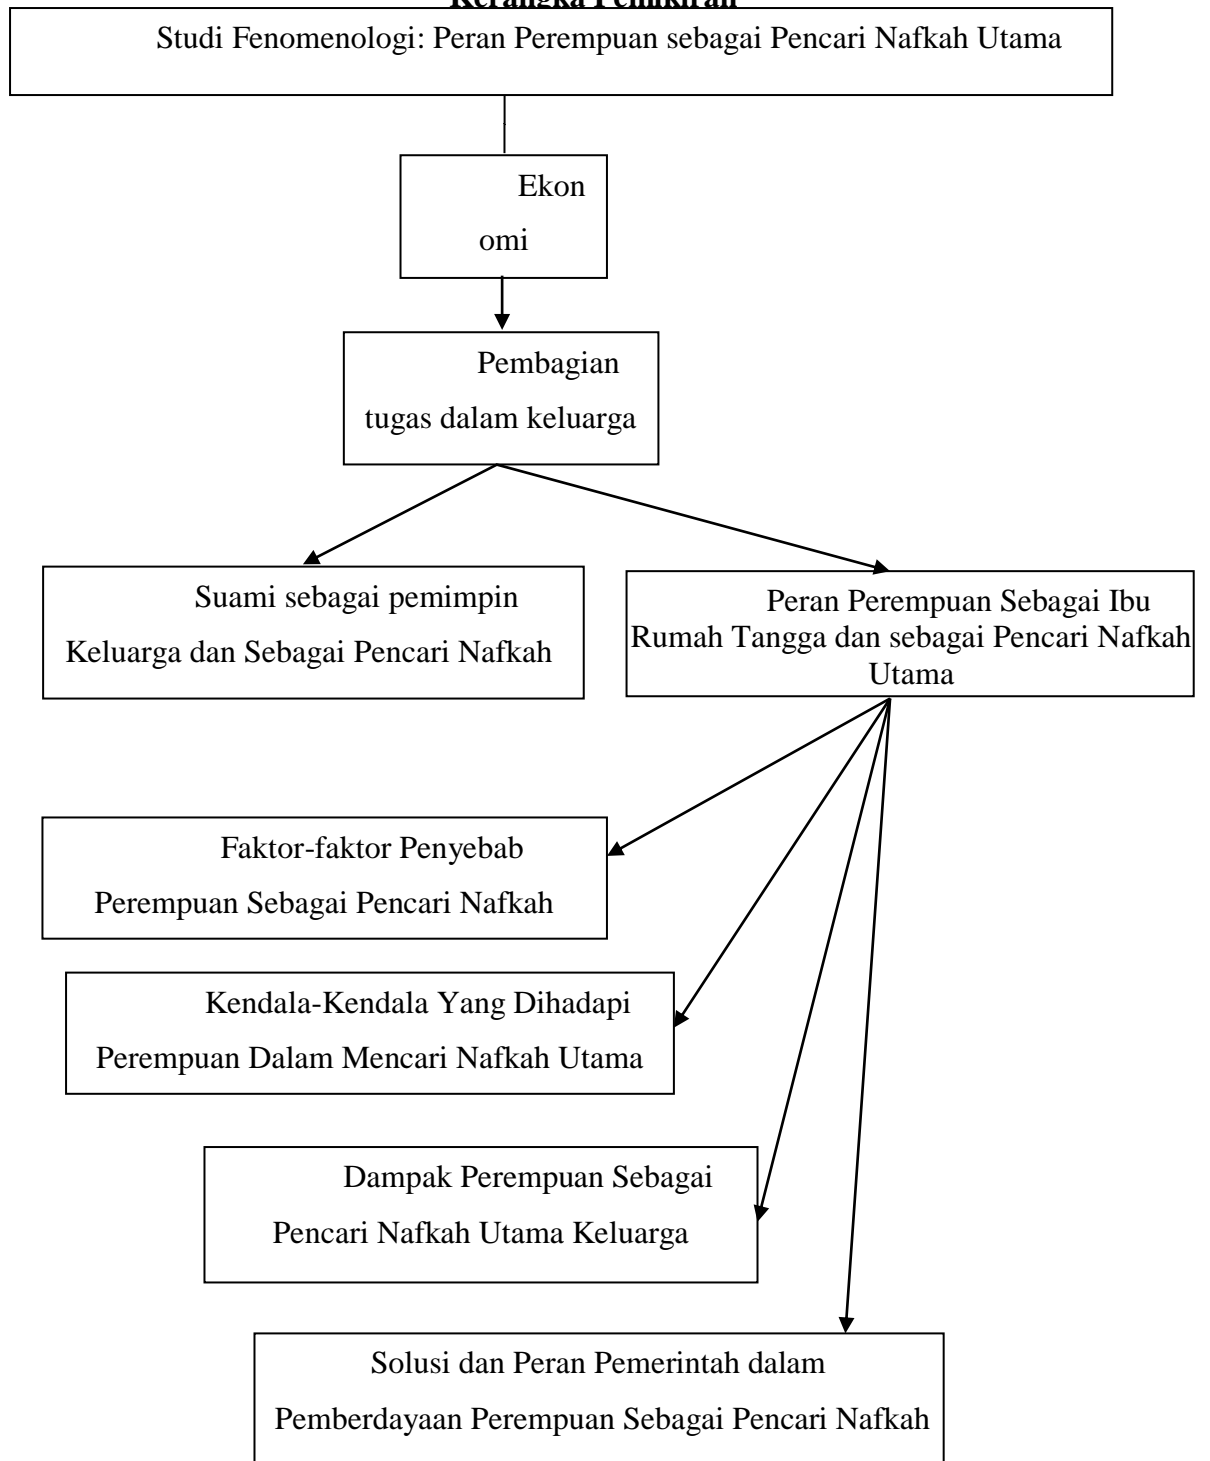 Kerangka Pemikiran
Studi Fenomenologi: Peran Perempuan sebagai Pencari Nafkah Utama
Ekon
omi
Pembagian
tugas dalam keluarga
Suami sebagai pemimpin
Keluarga dan Sebagai Pencari Nafkah
Peran Perempuan Sebagai Ibu
Rumah Tangga dan sebagai Pencari Nafkah
Utama
Faktor-faktor Penyebab
Perempuan Sebagai Pencari Nafkah
Kendala-Kendala Yang Dihadapi
Perempuan Dalam Mencari Nafkah Utama
Dampak Perempuan Sebagai
Pencari Nafkah Utama Keluarga
Solusi dan Peran Pemerintah dalam
Pemberdayaan Perempuan Sebagai Pencari Nafkah